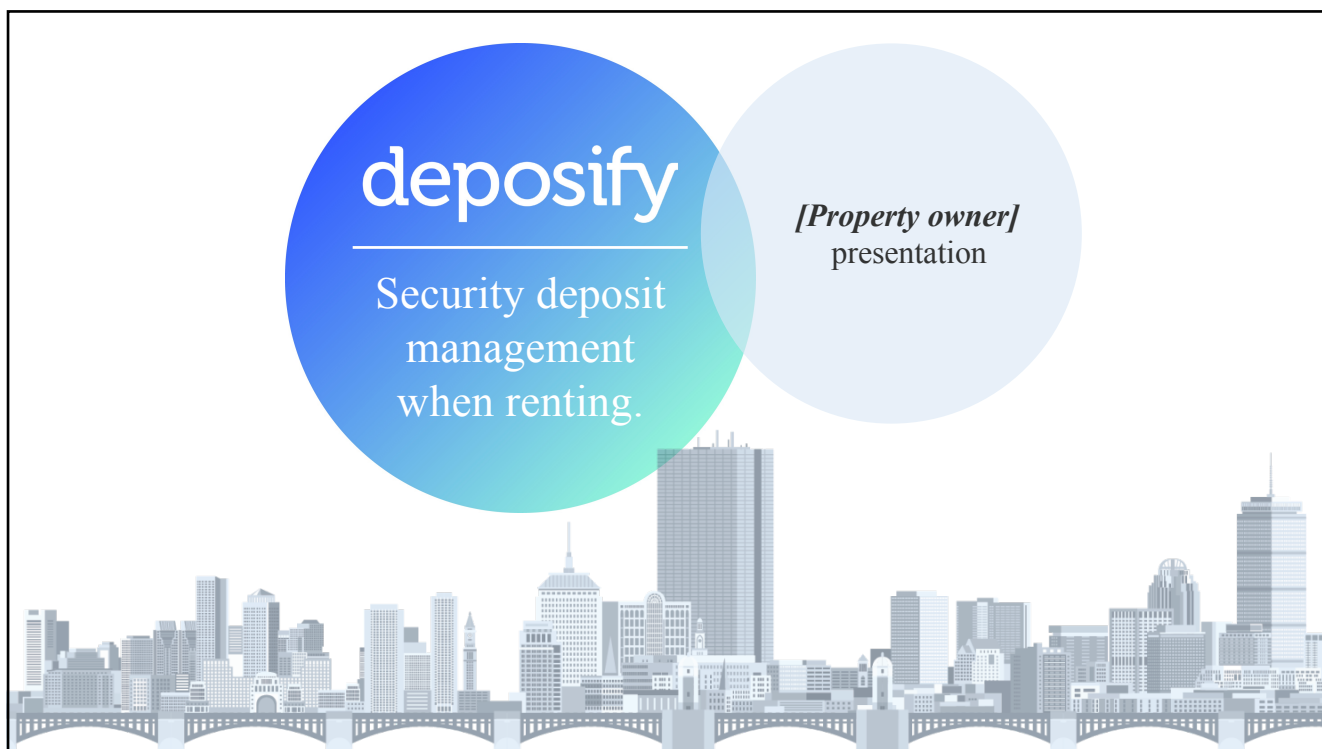 deposify
Security deposit
management
when renting.
[Property owner]
presentation